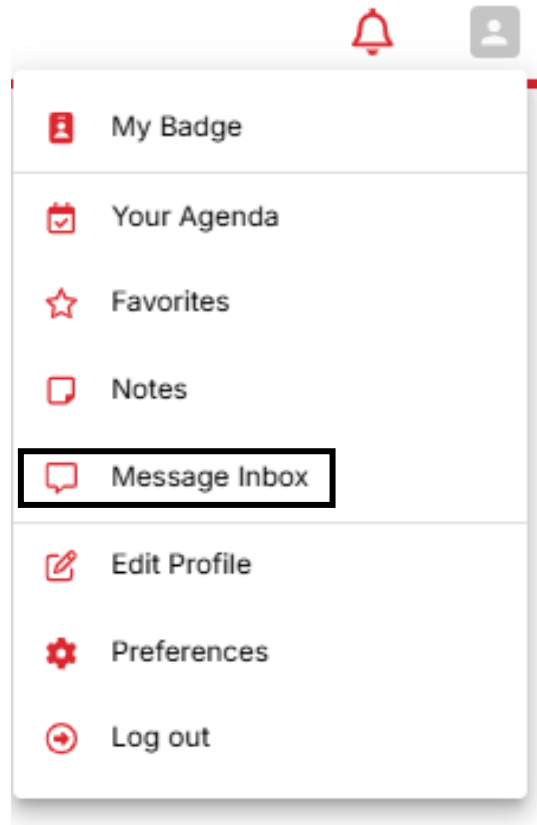 My Badge
Your Agenda
Favorites
Notes
Message Inbox
Edit Profile
Preferences
Log out